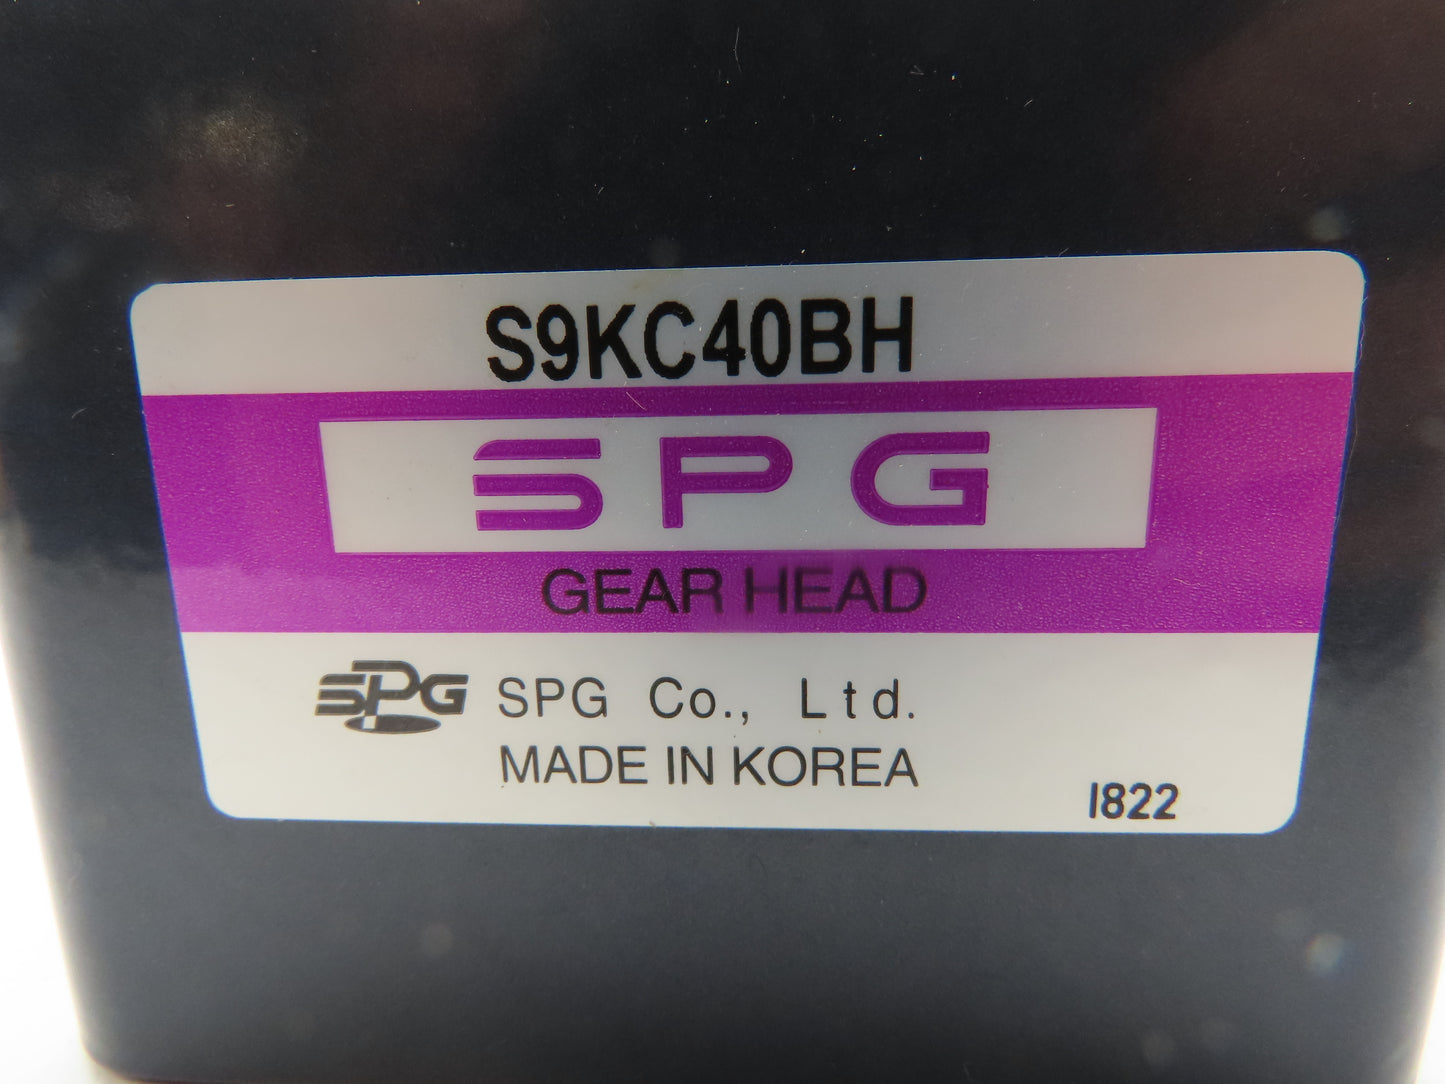 S9KC40BH
SPG
GEAR HEAD
SPG SPG Co., Ltd.
MADE IN KOREA
I822